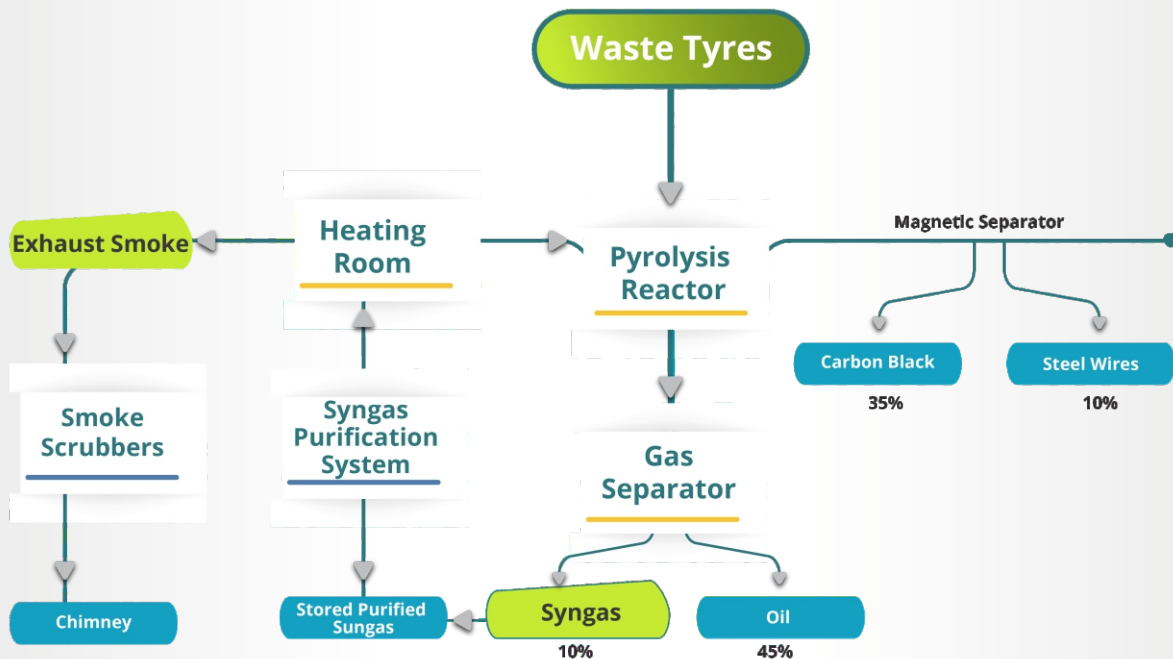 Waste Tyres
Exhaust Smoke
Heating
Room
Pyrolysis
Reactor
Magnetic Separator
Carbon Black
35%
Steel Wires
10%
Smoke
Scrubbers
Syngas
Purification
System
Gas
Separator
Chimney
Stored Purified
Sungas
Syngas
10%
Oil
45%